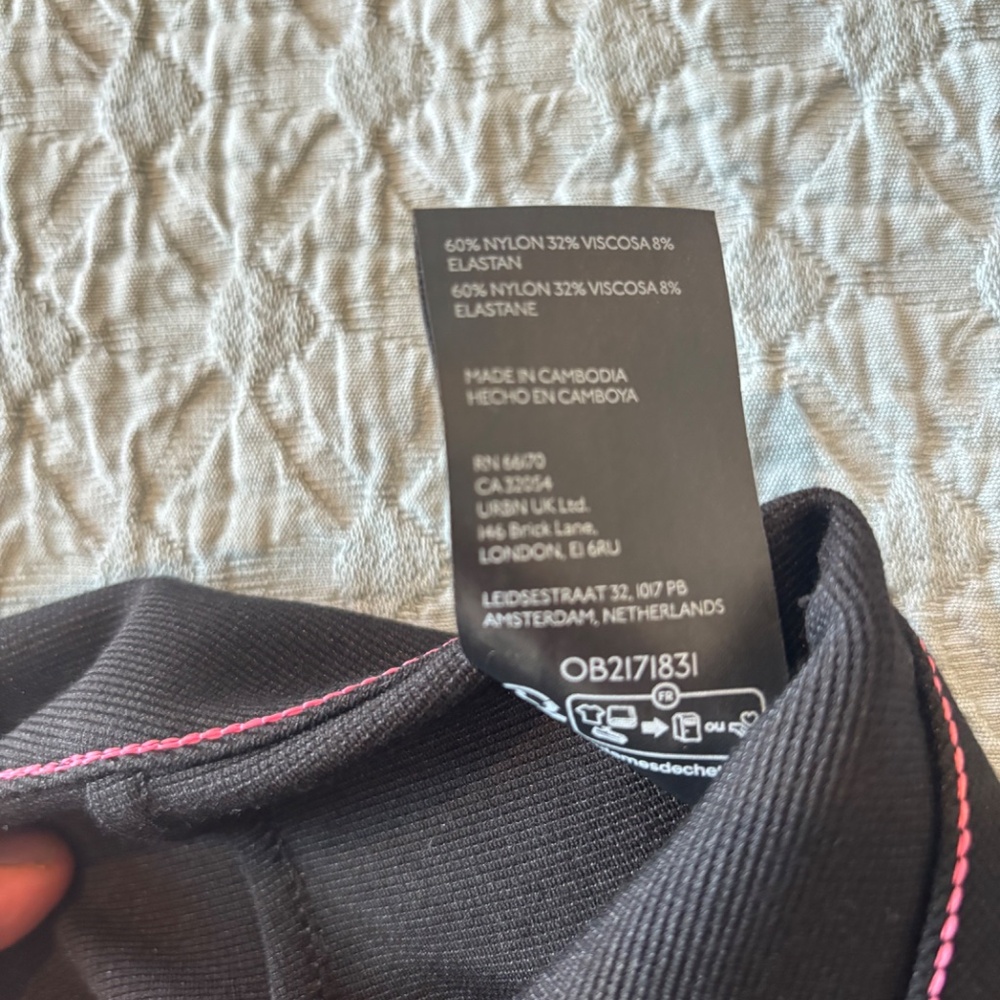 60% NYLON 32% VISCOSA 8%
ELASTAN
60% NYLON 32% VISCOSA 8%
ELASTANE
MADE IN CAMBODIA
HECHO EN CAMBOYA
RN 66170
CA 32054
URBN UK Ltd.
146 Brick Lane,
LONDON, E1 6RU
LEIDSESTRAAT 32, 1017 PB
AMSTERDAM, NETHERLANDS
OB2171831
FR
OU